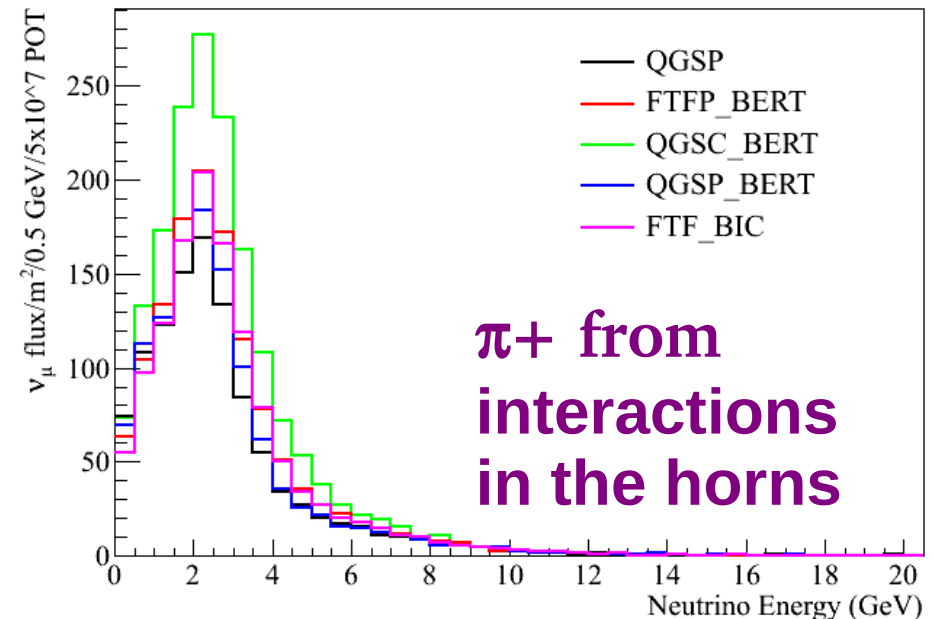 ν_μ flux/m²/0.5 GeV/5x10^7 POT
250
200
150
100
50
0
QGSP
FTFP_BERT
QGSC_BERT
QGSP_BERT
FTF_BIC
π+ from
interactions
in the horns
0 2 4 6 8 10 12 14 16 18 20
Neutrino Energy (GeV)